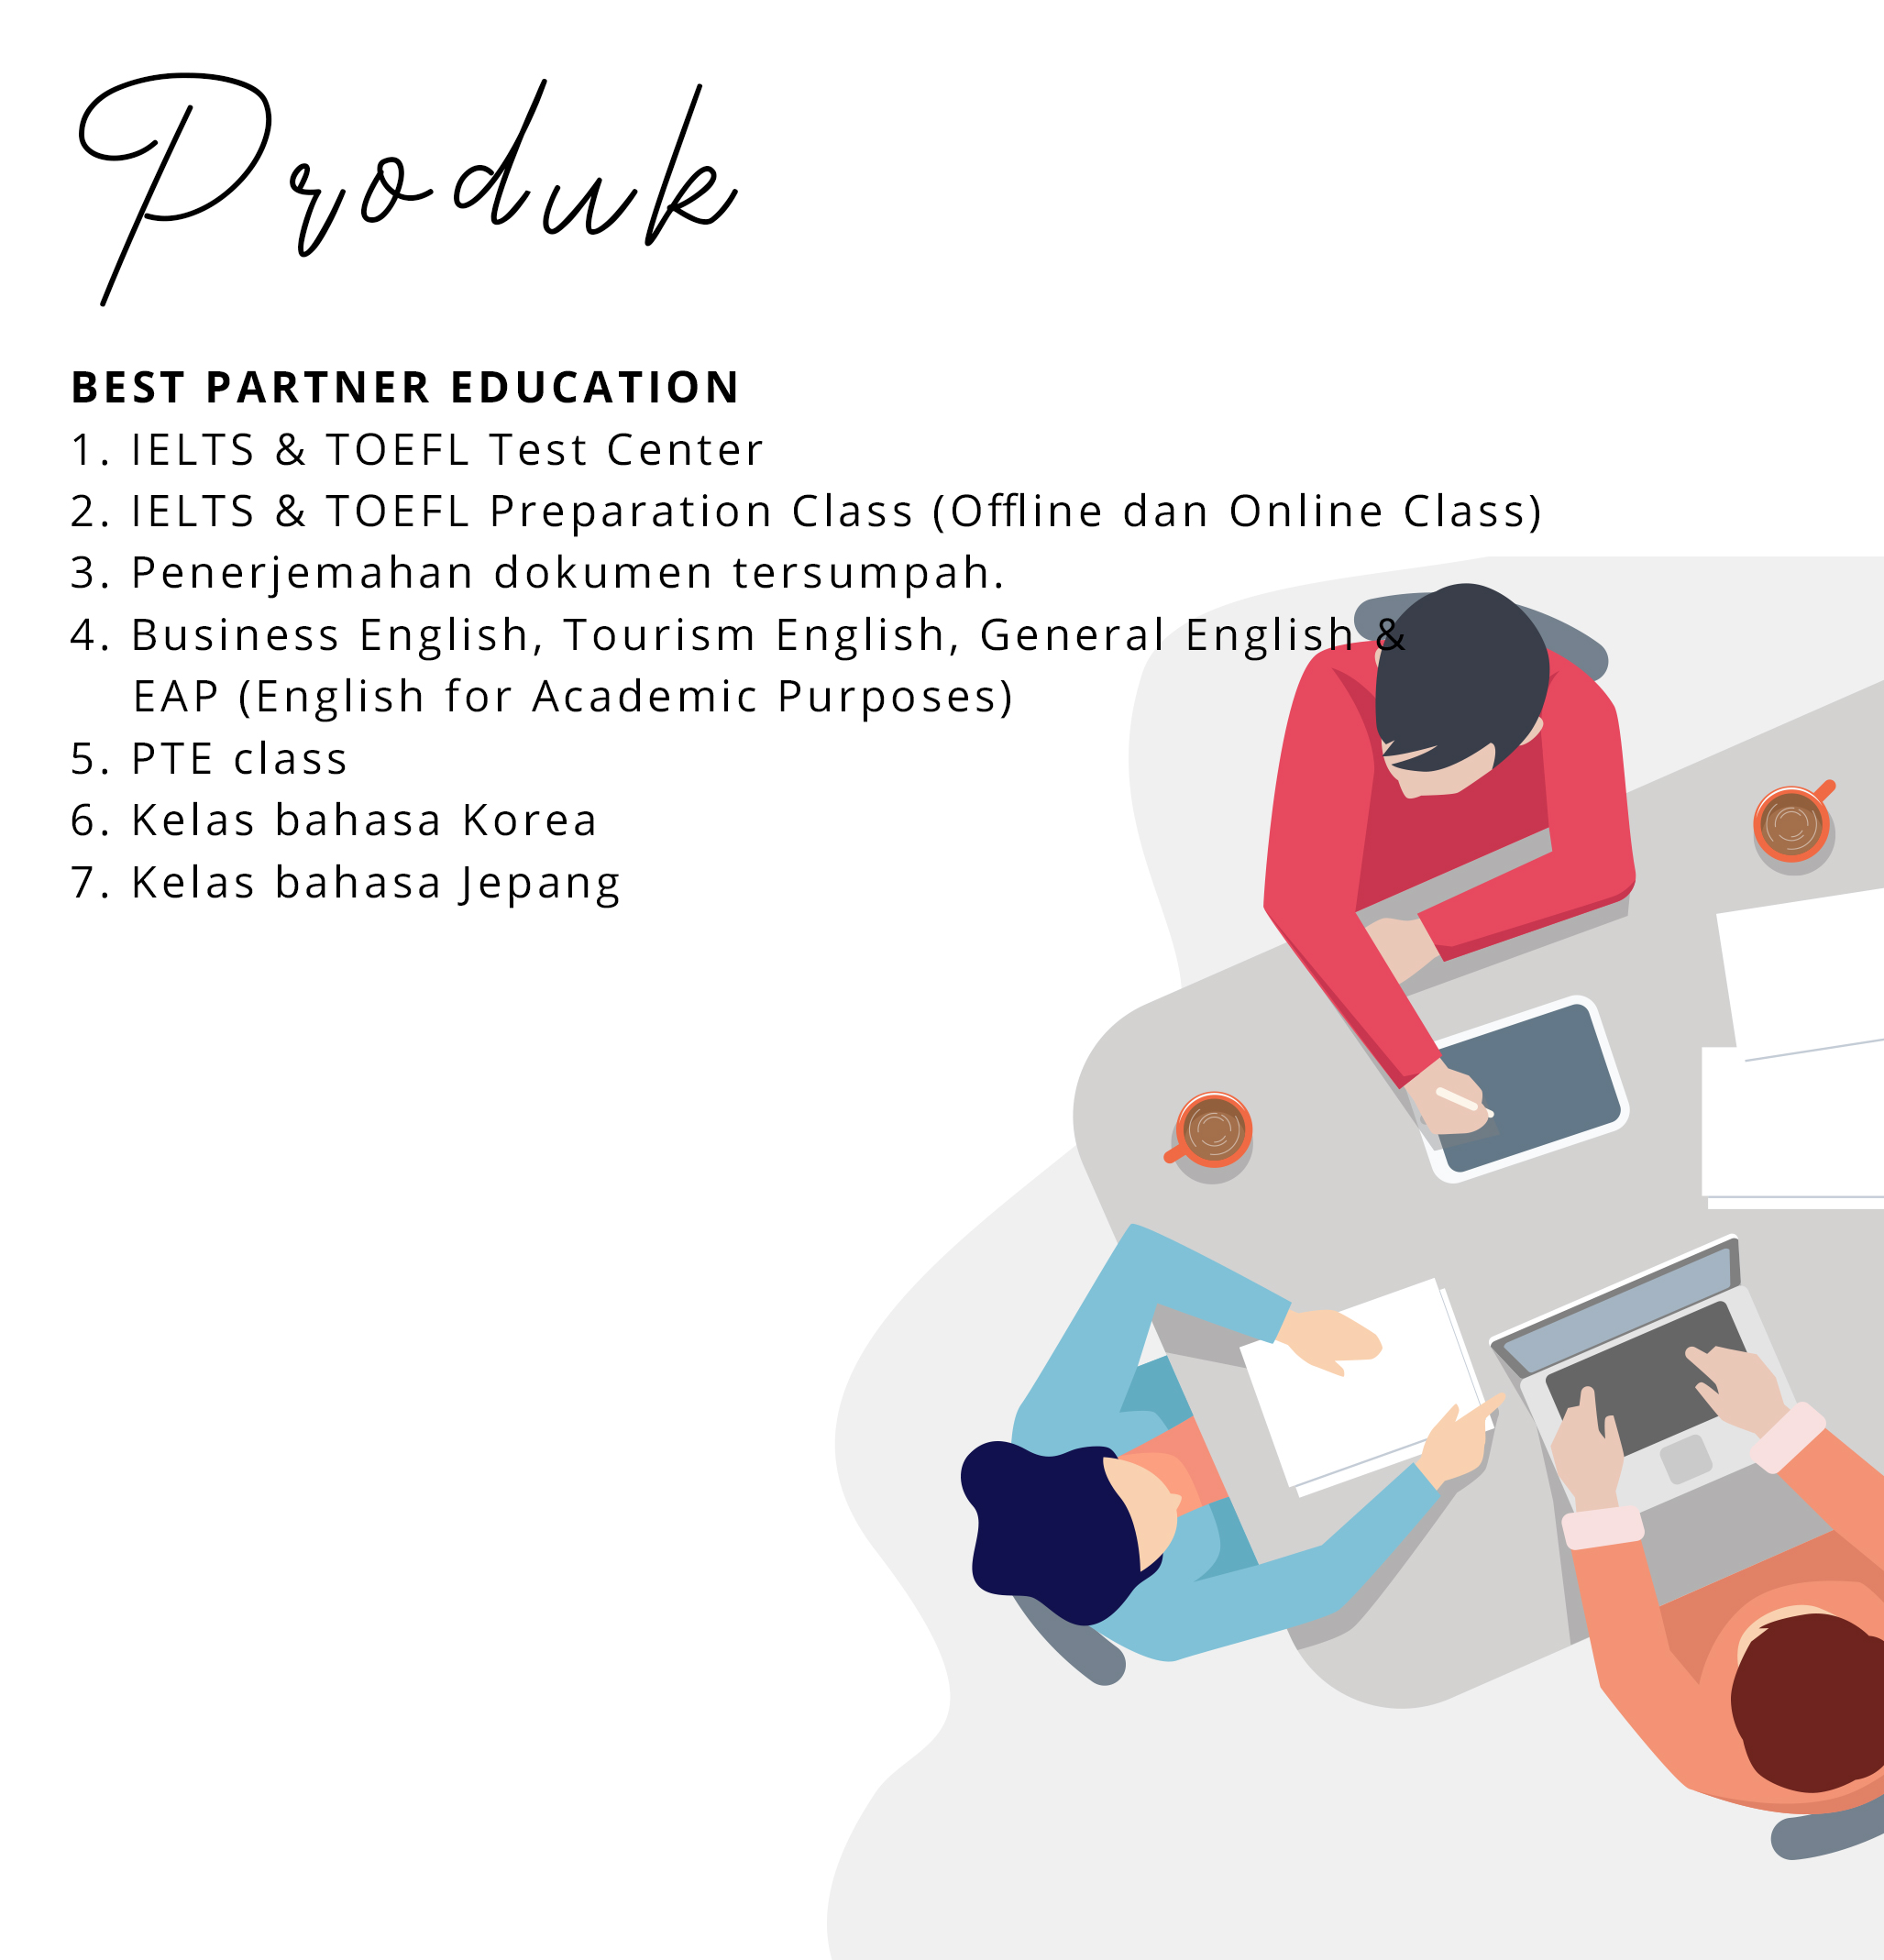 Produk
BEST PARTNER EDUCATION
1. IELTS & TOEFL Test Center
2. IELTS & TOEFL Preparation Class (Offline dan Online Class)
3. Penerjemahan dokumen tersumpah.
4. Business English, Tourism English, General English &
EAP (English for Academic Purposes)
5. PTE class
6. Kelas bahasa Korea
7. Kelas bahasa Jepang